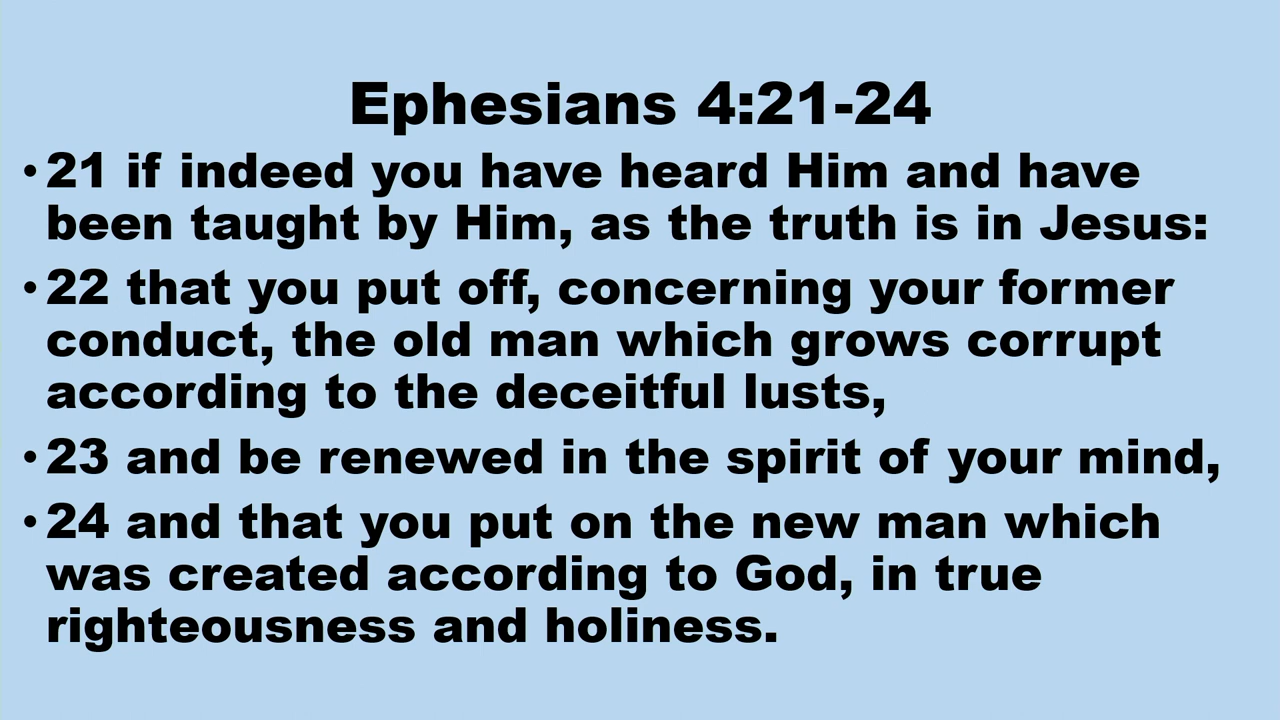 Ephesians 4:21-24
• 21 if indeed you have heard Him and have
been taught by Him, as the truth is in Jesus:
• 22 that you put off, concerning your former
conduct, the old man which grows corrupt
according to the deceitful lusts,
• 23 and be renewed in the spirit of your mind,
• 24 and that you put on the new man which
was created according to God, in true
righteousness and holiness.